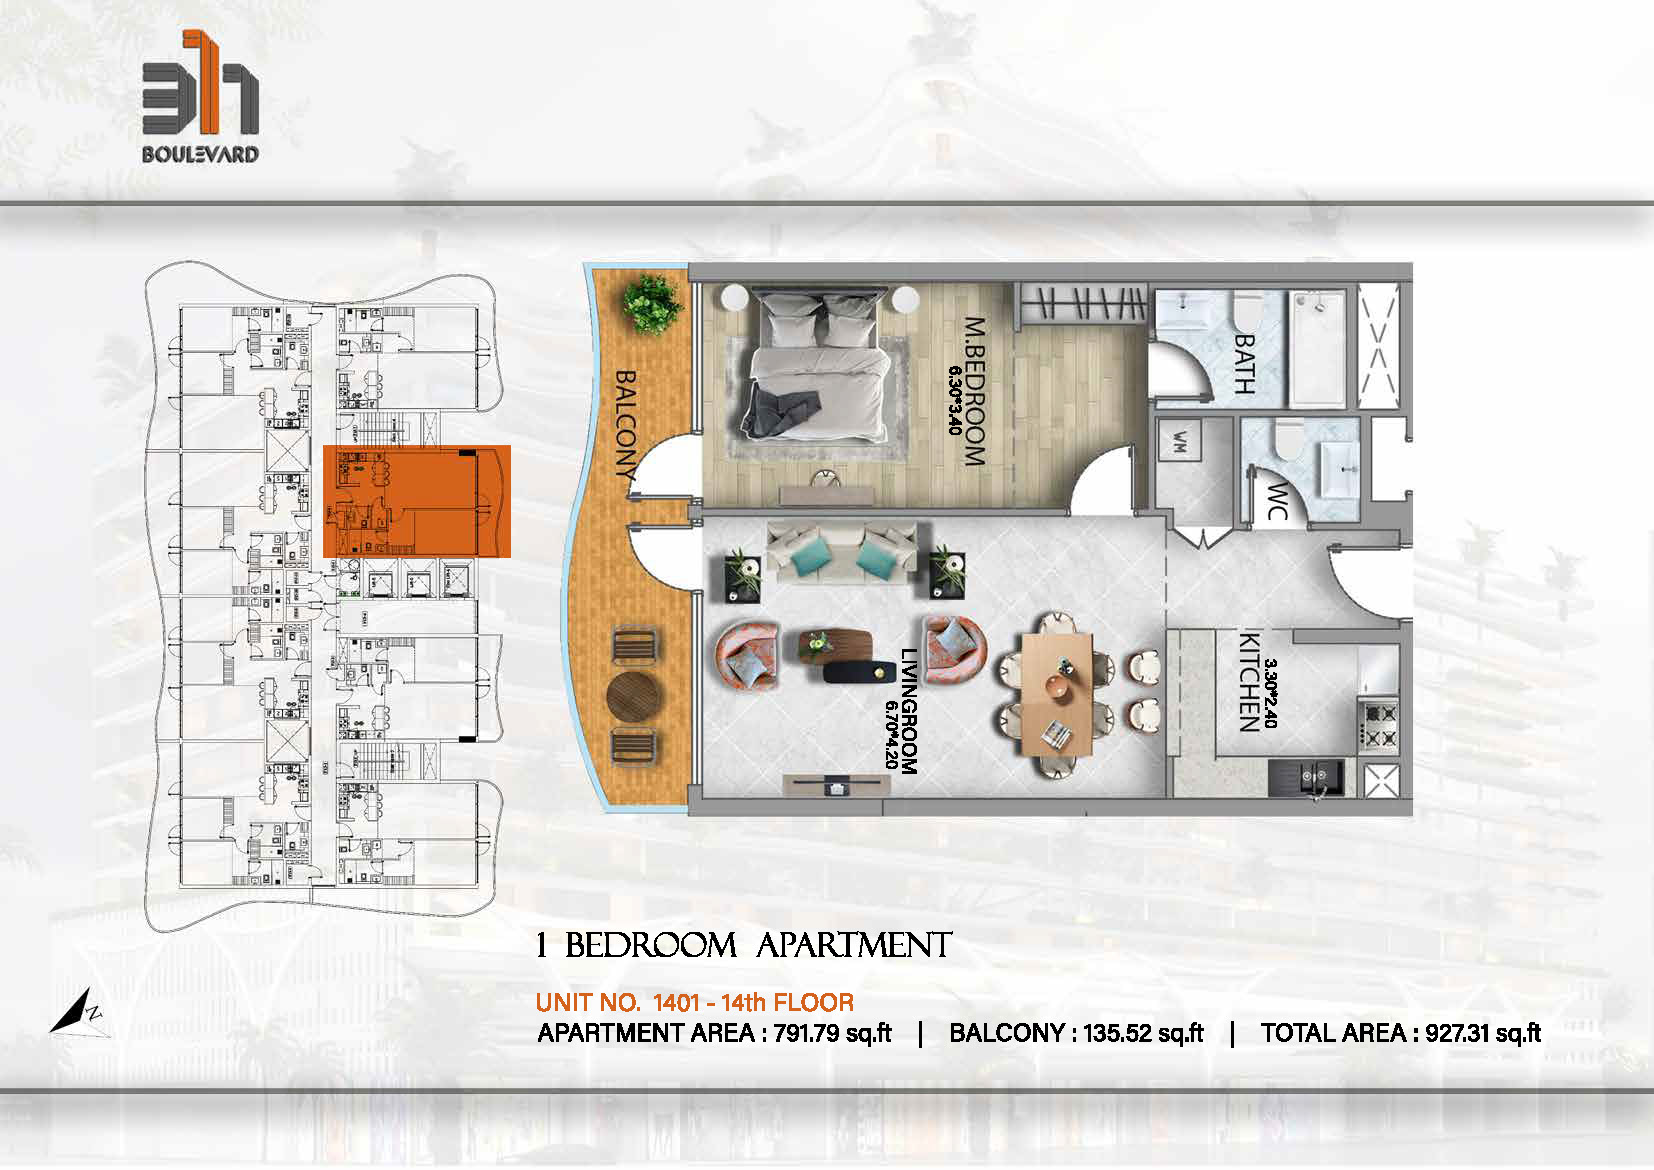 311
BOULEVARD
BALCONY
M.BEDROOM
6.30*3.40
BATH
WM
WC
LIVINGROOM
6.70*4.20
KITCHEN
3.30*2.40
N
1 BEDROOM APARTMENT
UNIT NO. 1401 - 14th FLOOR
APARTMENT AREA : 791.79 sq.ft | BALCONY : 135.52 sq.ft | TOTAL AREA : 927.31 sq.ft